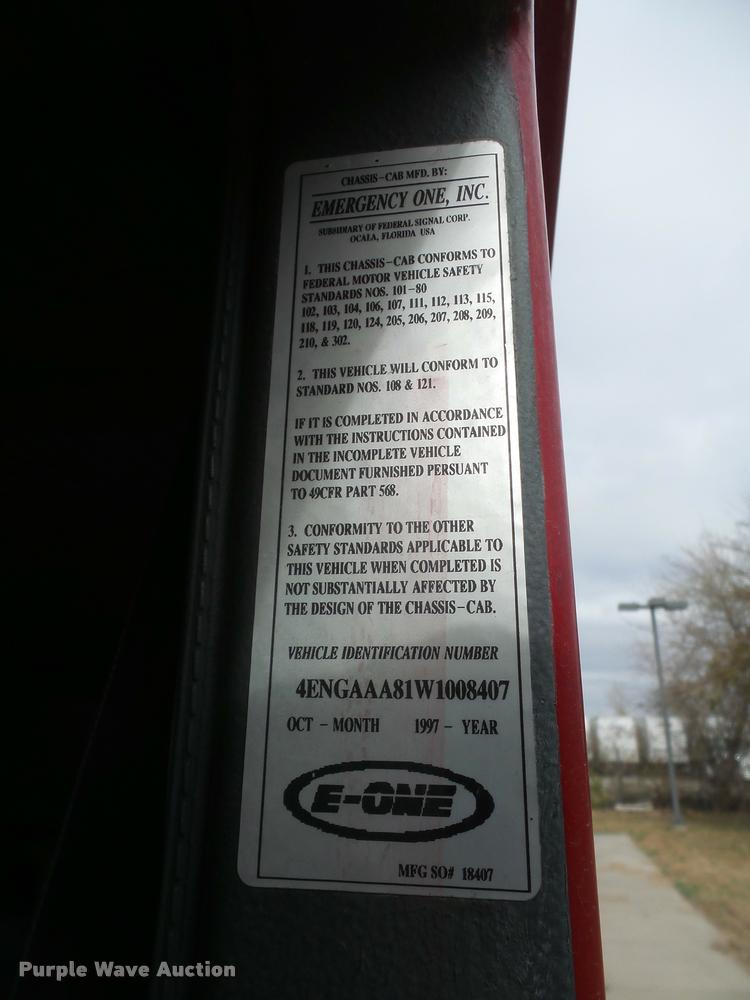 CHASSIS-CAB MFD. BY:
EMERGENCY ONE, INC.
SUBSIDIARY OF FEDERAL SIGNAL CORP.
OCALA, FLORIDA USA
1. THIS CHASSIS-CAB CONFORMS TO
FEDERAL MOTOR VEHICLE SAFETY
STANDARDS NOS. 101-80
102, 103, 104, 106, 107, 111, 112, 113, 115,
118, 119, 120, 124, 205, 206, 207, 208, 209,
210, & 302.
2. THIS VEHICLE WILL CONFORM TO
STANDARD NOS. 108 & 121.
IF IT IS COMPLETED IN ACCORDANCE
WITH THE INSTRUCTIONS CONTAINED
IN THE INCOMPLETE VEHICLE
DOCUMENT FURNISHED PERSUANT
TO 49CFR PART 568.
3. CONFORMITY TO THE OTHER
SAFETY STANDARDS APPLICABLE TO
THIS VEHICLE WHEN COMPLETED IS
NOT SUBSTANTIALLY AFFECTED BY
THE DESIGN OF THE CHASSIS-CAB.
VEHICLE IDENTIFICATION NUMBER
4ENGAAA81W1008407
OCT - MONTH 1997 - YEAR
E-ONE
MFG SO# 18407
Purple Wave Auction